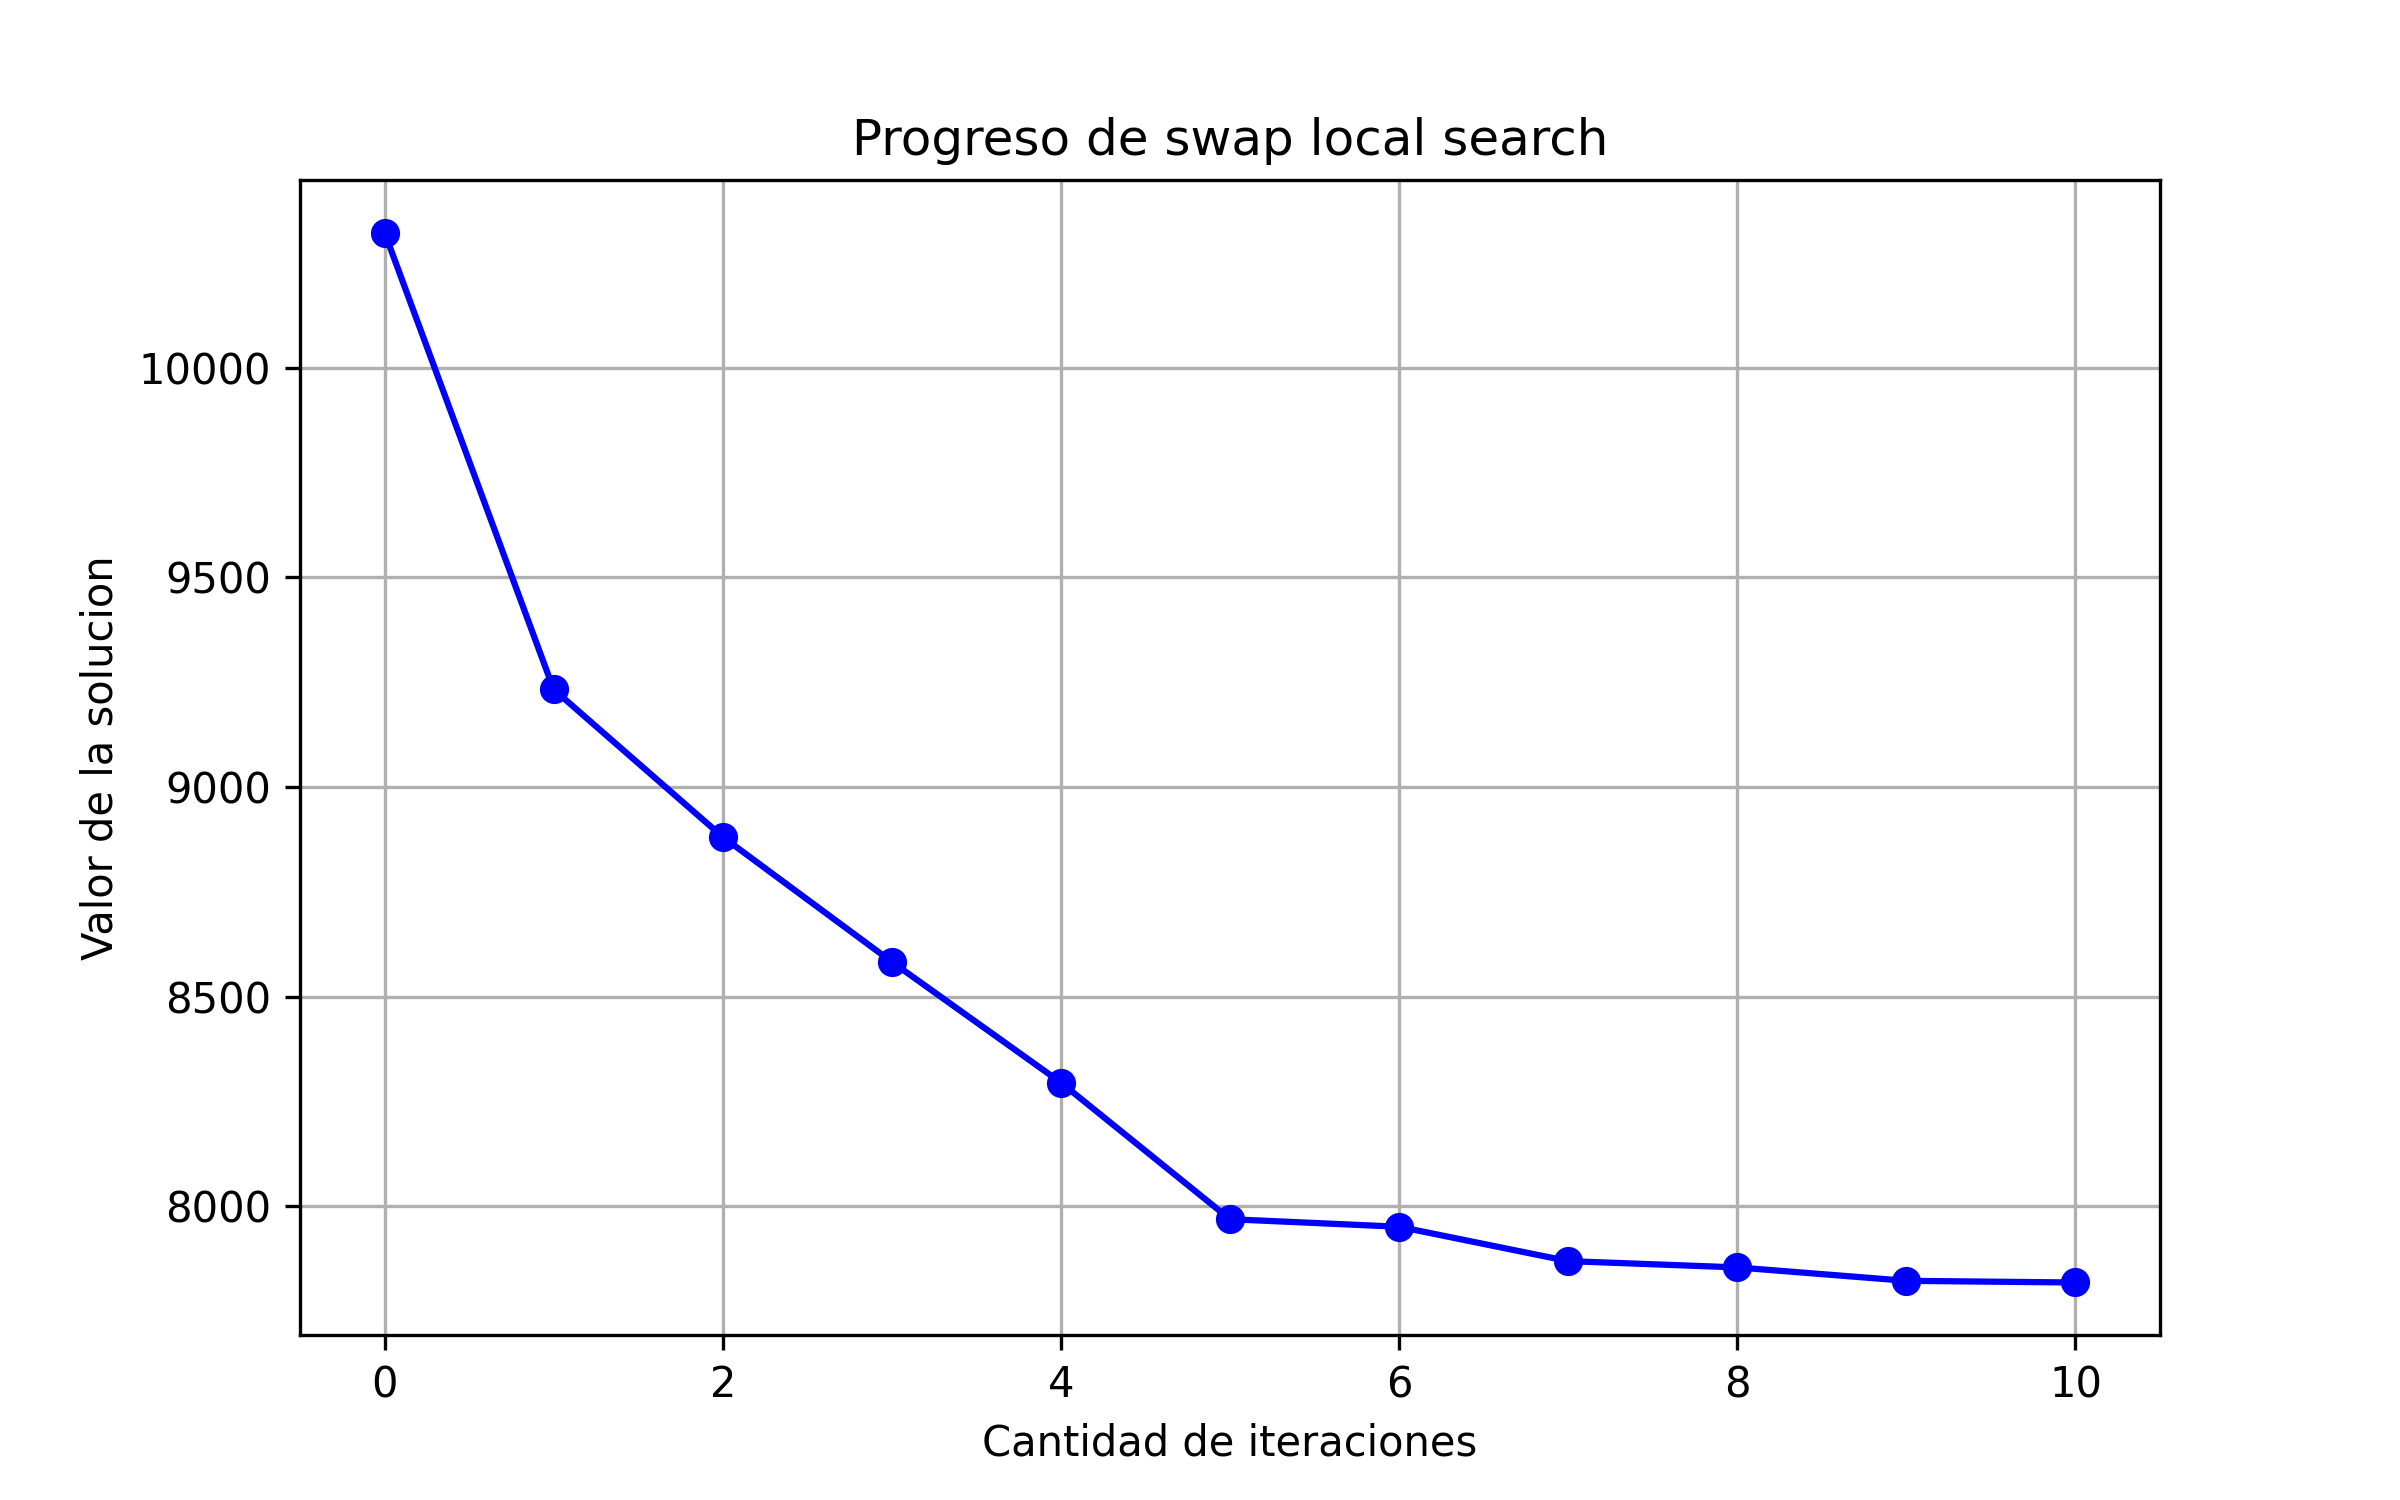 Progreso de swap local search
Valor de la solucion
10000
9500
9000
8500
8000
0 2 4 6 8 10
Cantidad de iteraciones